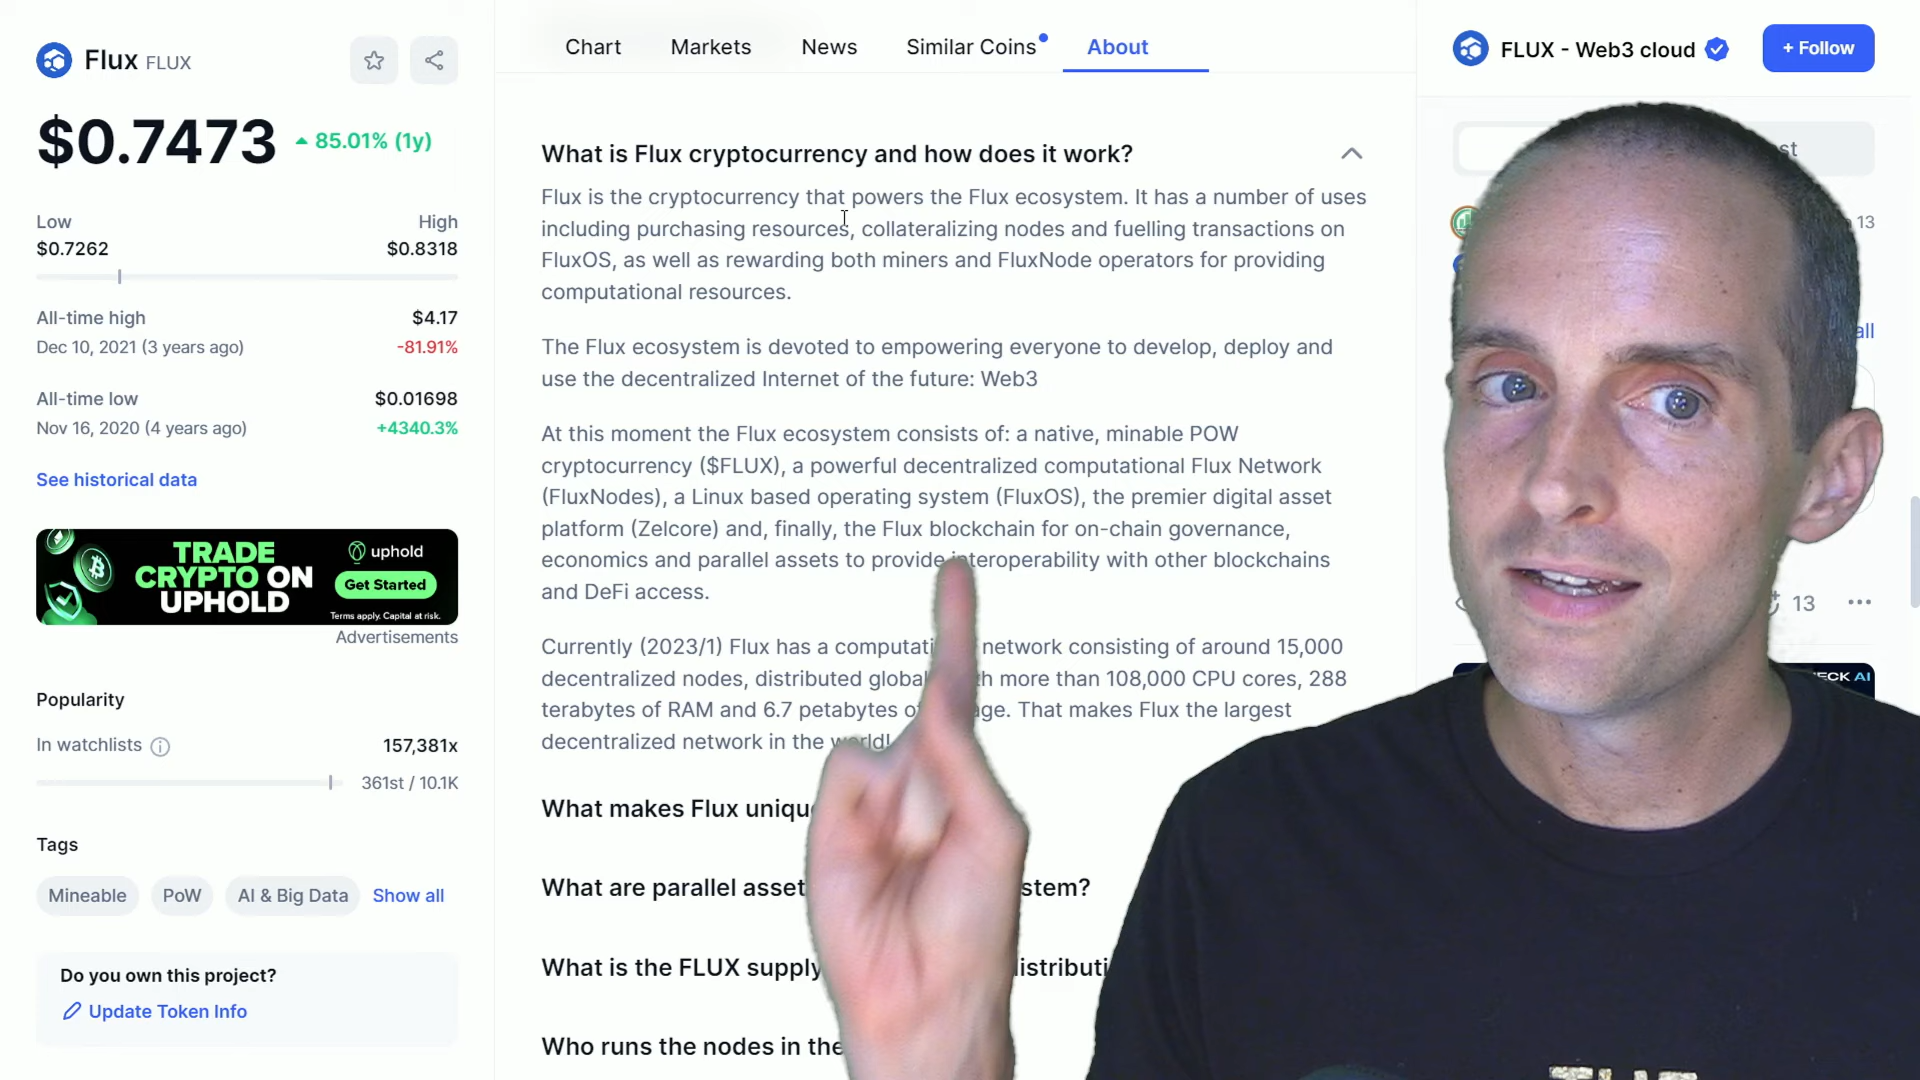 Flux FLUX
$0.7473 85.01% (1y)
Low High
$0.7262 $0.8318
All-time high $4.17
Dec 10, 2021 (3 years ago) -81.91%
All-time low $0.01698
Nov 16, 2020 (4 years ago) +4340.3%
See historical data
TRADE
CRYPTO ON
UPHOLD
uphold
Get Started
Terms apply. Capital at risk.
Advertisements
Popularity
In watchlists 157,381x
361st / 10.1K
Tags
Mineable PoW AI & Big Data Show all
Do you own this project?
Update Token Info
Chart Markets News Similar Coins About
What is Flux cryptocurrency and how does it work?
Flux is the cryptocurrency that powers the Flux ecosystem. It has a number of uses
including purchasing resources, collateralizing nodes and fuelling transactions on
FluxOS, as well as rewarding both miners and FluxNode operators for providing
computational resources.
The Flux ecosystem is devoted to empowering everyone to develop, deploy and
use the decentralized Internet of the future: Web3
At this moment the Flux ecosystem consists of: a native, minable POW
cryptocurrency ($FLUX), a powerful decentralized computational Flux Network
(FluxNodes), a Linux based operating system (FluxOS), the premier digital asset
platform (Zelcore) and, finally, the Flux blockchain for on-chain governance,
economics and parallel assets to provide interoperability with other blockchains
and DeFi access.
Currently (2023/1) Flux has a network consisting of around 15,000
decentralized nodes, distributed more than 108,000 CPU cores, 288
terabytes of RAM and 6.7 petabytes That makes Flux the largest
decentralized network in the world!
What makes Flux
What are parallel
What is the FLUX supply
Who runs the nodes in the
FLUX - Web3 cloud + Follow
13
13